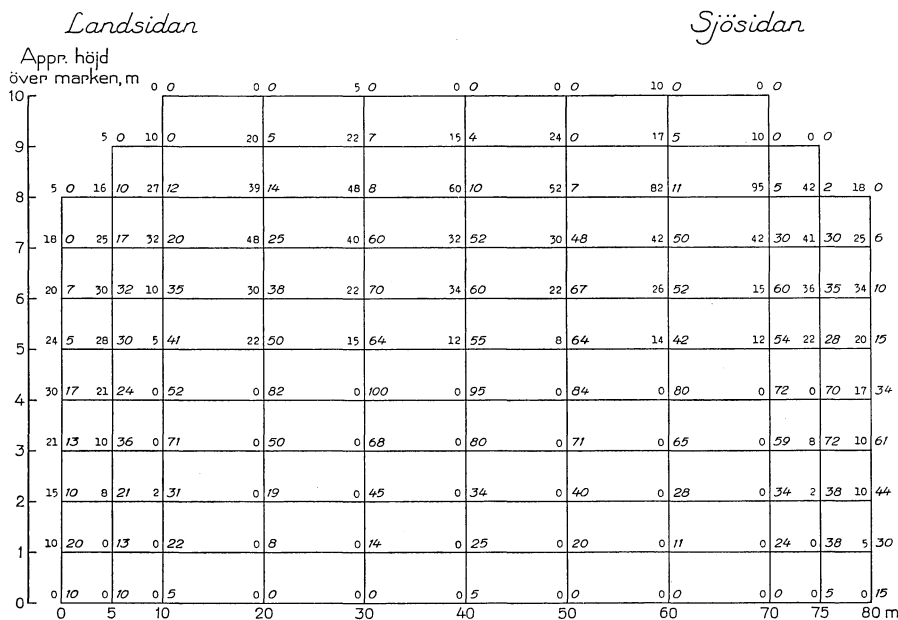 Landsidan Sjösidan
Appr. höjd
över marken, m
10 0 0 0 0 5 0 0 0 0 0 10 0 0 0
9 5 0 10 0 20 5 22 7 15 4 24 0 17 5 10 0 0 0
8 5 0 16 10 27 12 39 14 48 8 60 10 52 7 82 11 95 5 42 2 18 0
7 18 0 25 17 32 20 48 25 40 60 32 52 30 48 42 50 42 30 41 30 25 6
6 20 7 30 32 10 35 30 38 22 70 34 60 22 67 26 52 15 60 36 35 34 10
5 24 5 28 30 5 41 22 50 15 64 12 55 8 64 14 42 12 54 22 28 20 15
4 30 17 21 24 0 52 0 82 0 100 0 95 0 84 0 80 0 72 0 70 17 34
3 21 13 10 36 0 71 0 50 0 68 0 80 0 71 0 65 0 59 8 72 10 61
2 15 10 8 21 2 31 0 19 0 45 0 34 0 40 0 28 0 34 2 38 10 44
1 10 20 0 13 0 22 0 8 0 14 0 25 0 20 0 11 0 24 0 38 5 30
0 0 10 0 10 0 5 0 0 0 0 0 5 0 0 0 0 0 0 0 5 0 15
0 5 10 20 30 40 50 60 70 75 80 m